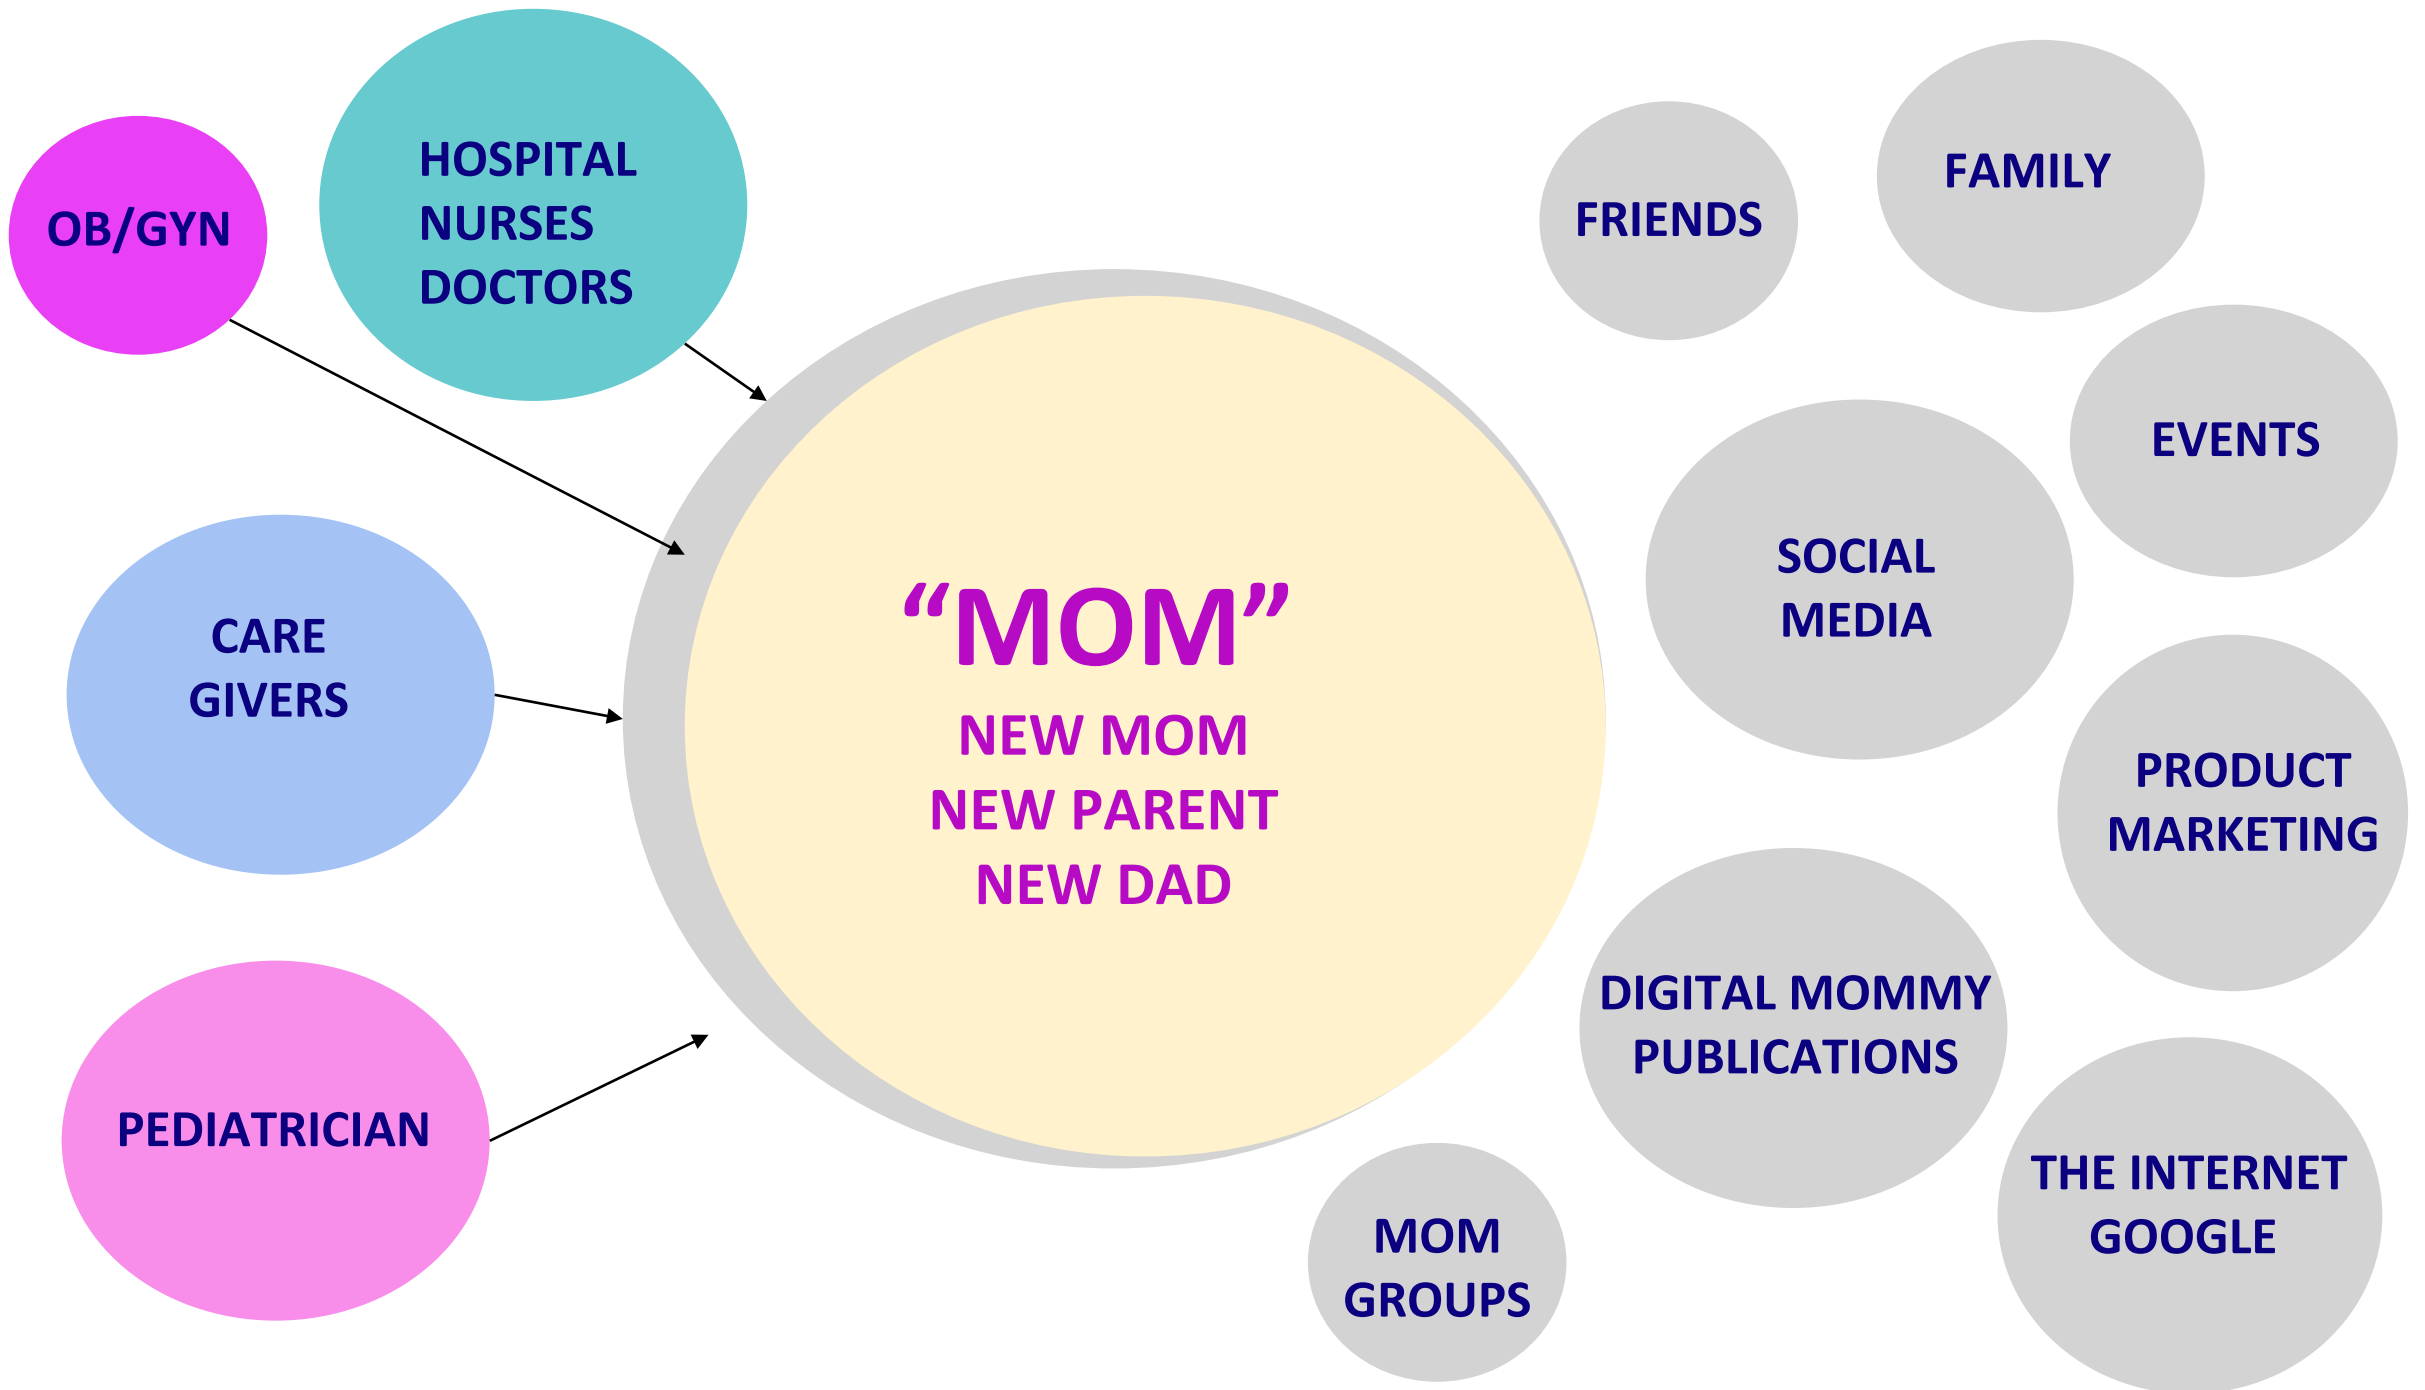 OB/GYN
HOSPITAL
NURSES
DOCTORS
CARE
GIVERS
PEDIATRICIAN
“MOM”
NEW MOM
NEW PARENT
NEW DAD
FRIENDS
FAMILY
EVENTS
SOCIAL
MEDIA
PRODUCT
MARKETING
DIGITAL MOMMY
PUBLICATIONS
THE INTERNET
GOOGLE
MOM
GROUPS